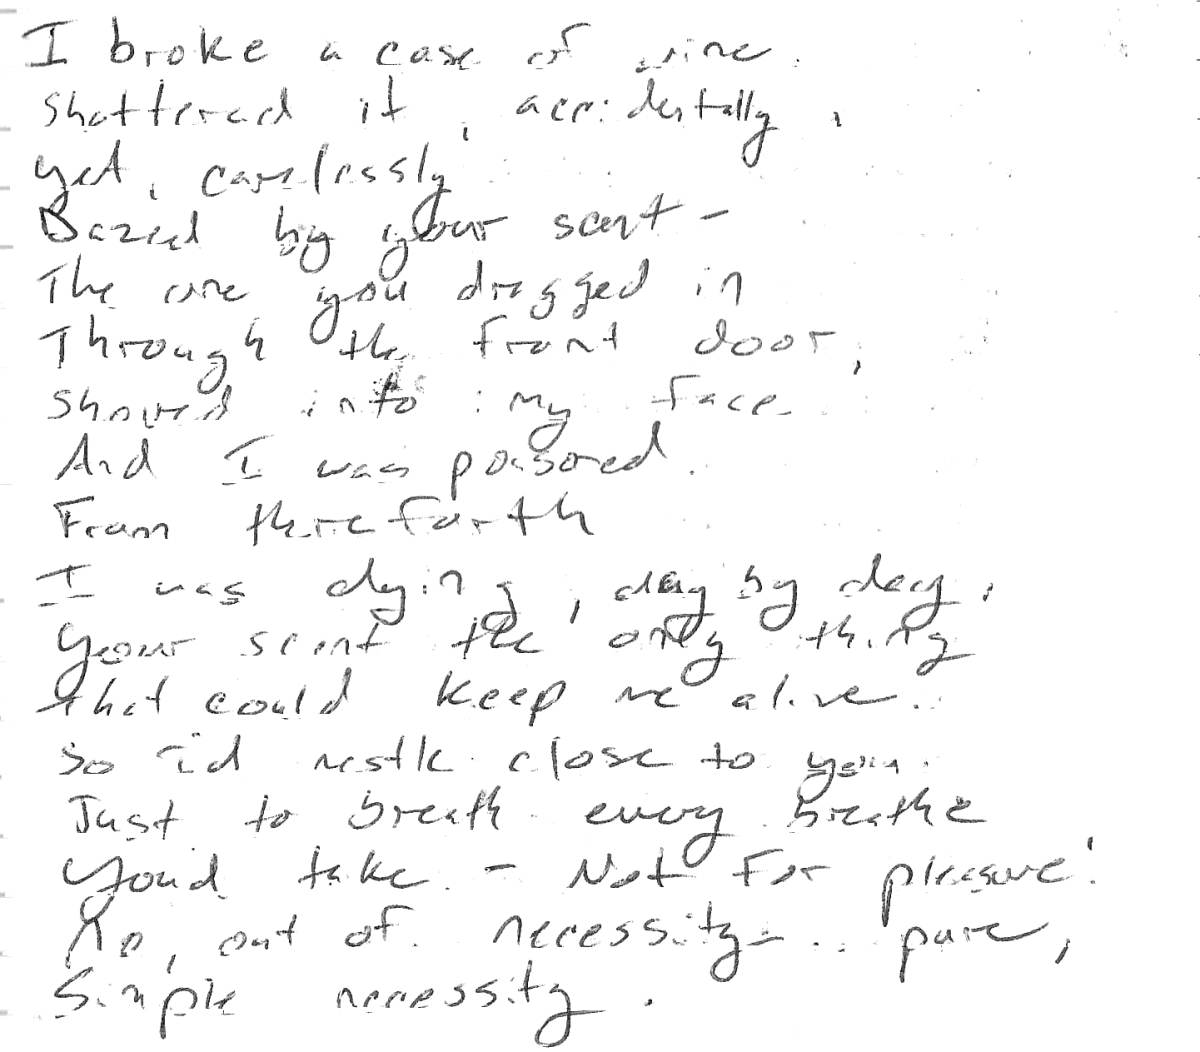 I broke a case of wine.
Shattered it, accidentally,
yet, carelessly
Dazed by your scent -
The one you dragged in
Through the front door,
Shoved into my face.
And I was poisoned.
From thereforth
I was dying, day by day,
Your scent the only thing
that could keep me alive.
So I'd nestle close to you.
Just to breath every breathe
You'd take. - Not for pleasure!
No, out of necessity - pure,
Simple necessity.